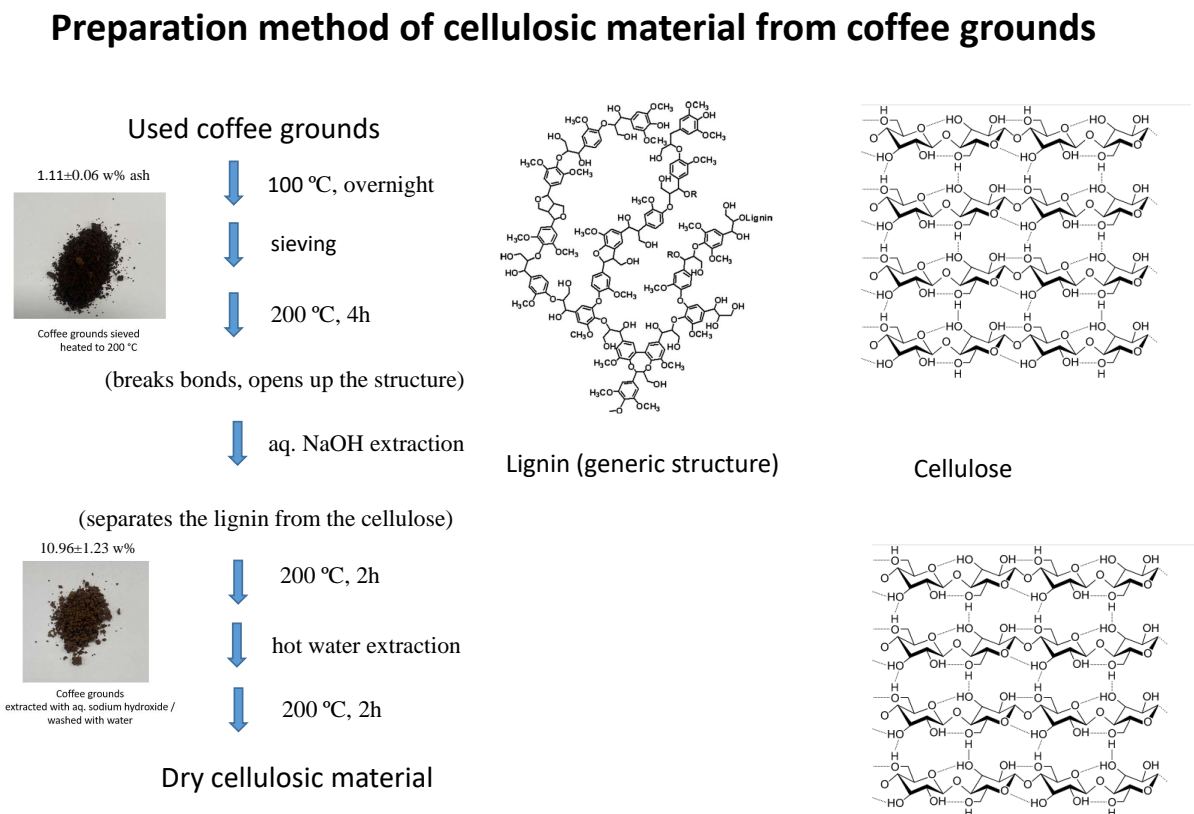 Preparation method of cellulosic material from coffee grounds
Used coffee grounds
1.11±0.06 w% ash
100 ºC, overnight
sieving
200 ºC, 4h
Coffee grounds sieved
heated to 200 °C
(breaks bonds, opens up the structure)
aq. NaOH extraction
(separates the lignin from the cellulose)
10.96±1.23 w%
200 ºC, 2h
hot water extraction
Coffee grounds
extracted with aq. sodium hydroxide /
washed with water
200 ºC, 2h
Dry cellulosic material
OLignin
Lignin (generic structure)
Cellulose